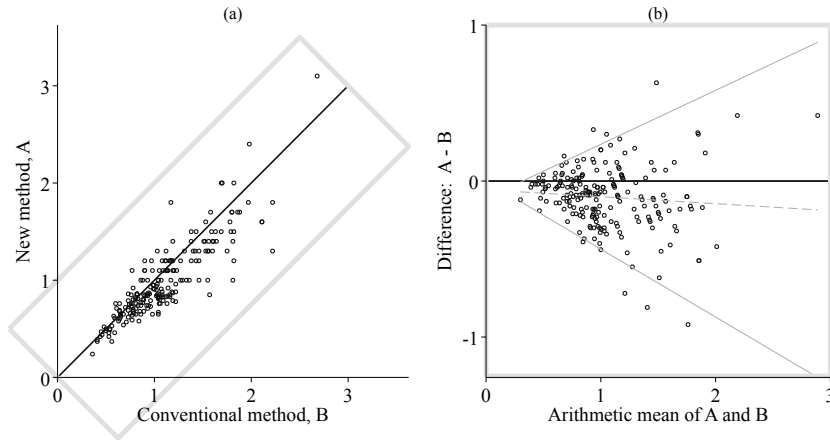 (a)
New method, A
3
2
1
0
0
1
2
3
Conventional method, B
(b)
Difference: A - B
1
0
-1
0
1
2
3
Arithmetic mean of A and B